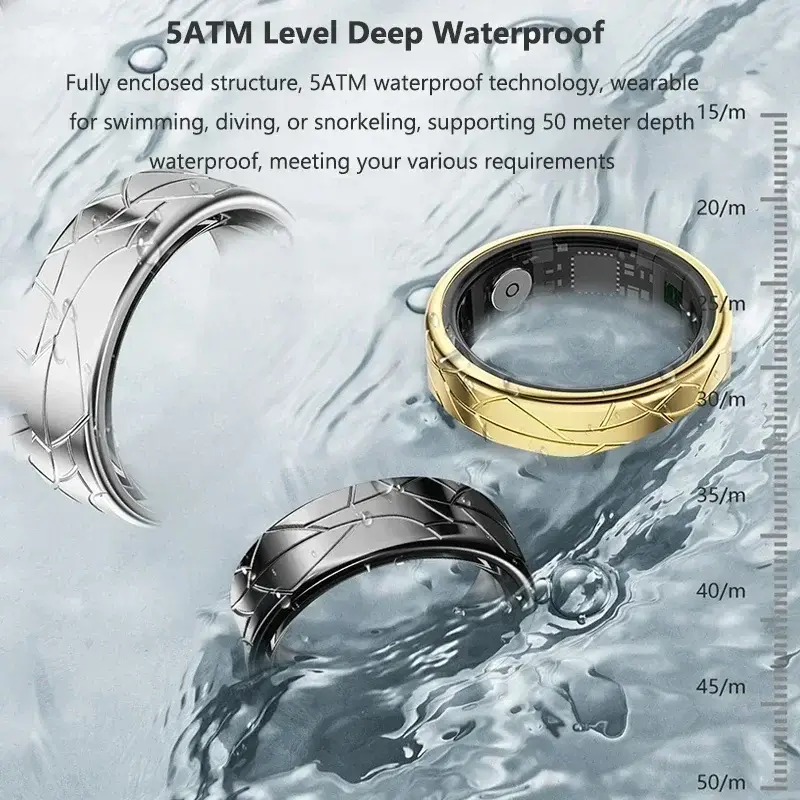 5ATM Level Deep Waterproof
Fully enclosed structure, 5ATM waterproof technology, wearable
for swimming, diving, or snorkeling, supporting 50 meter depth
waterproof, meeting your various requirements
15/m
20/m
25/m
30/m
35/m
40/m
45/m
50/m